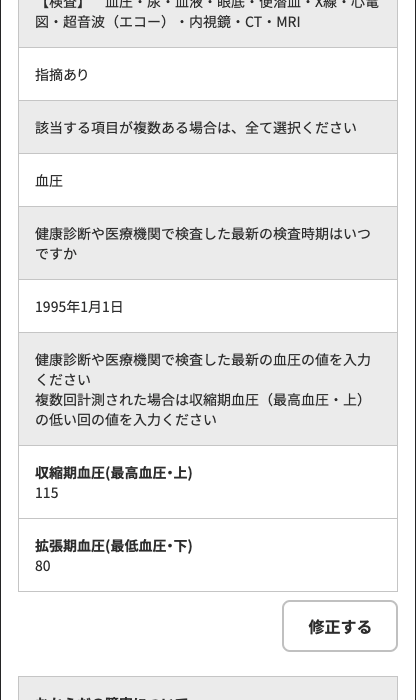 【検査】　血圧・尿・血液・眼底・便潜血・X線・心電
図・超音波（エコー）・内視鏡・CT・MRI
指摘あり
該当する項目が複数ある場合は、全て選択ください
血圧
健康診断や医療機関で検査した最新の検査時期はいつ
ですか
1995年1月1日
健康診断や医療機関で検査した最新の血圧の値を入力
ください
複数回計測された場合は収縮期血圧（最高血圧・上）
の低い回の値を入力ください
収縮期血圧(最高血圧・上)
115
拡張期血圧(最低血圧・下)
80
修正する